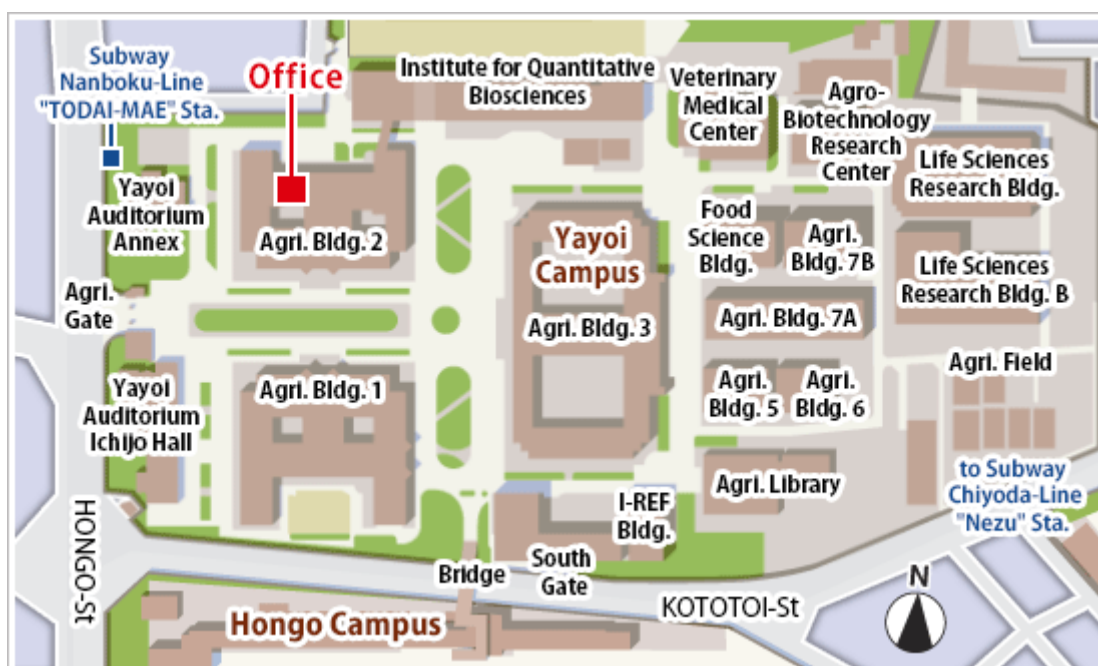 Subway
Nanboku-Line
"TODAI-MAE" Sta.
Office
Institute for Quantitative
Biosciences
Veterinary
Medical
Center
Agro-
Biotechnology
Research
Center
Life Sciences
Research Bldg.
Yayoi
Auditorium
Annex
Agri. Bldg. 2
Yayoi
Campus
Food
Science
Bldg.
Agri.
Bldg. 7B
Life Sciences
Research Bldg. B
Agri.
Gate
Agri. Bldg. 3
Agri. Bldg. 7A
Agri. Field
Yayoi
Auditorium
Ichijo Hall
Agri. Bldg. 1
Agri.
Bldg. 5
Agri.
Bldg. 6
Agri. Library
to Subway
Chiyoda-Line
"Nezu" Sta.
I-REF
Bldg.
HONGO-St
Bridge
South
Gate
KOTOTOI-St
N
Hongo Campus